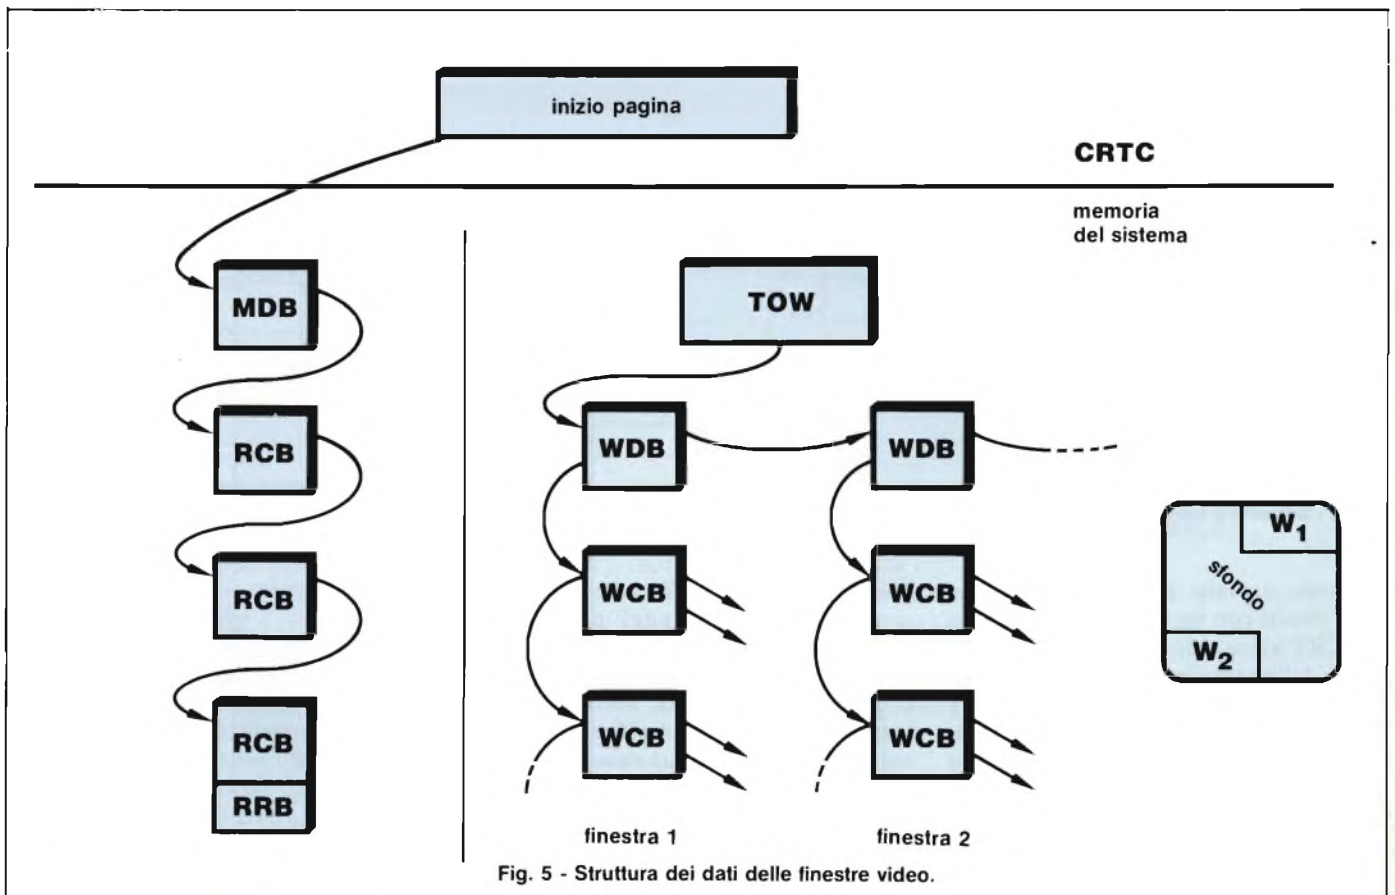 inizio pagina
CRTC
memoria
del sistema
MDB
TOW
RCB
WDB
WDB
RCB
WCB
WCB
W1
sfondo
W2
RCB
RRB
WCB
WCB
finestra 1
finestra 2
Fig. 5 - Struttura dei dati delle finestre video.